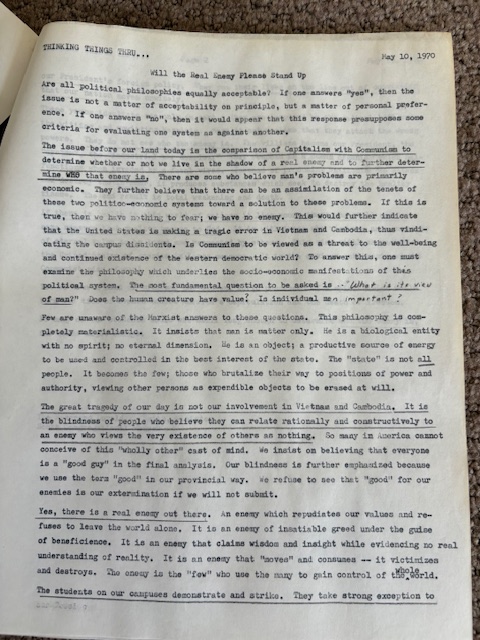 THINKING THINGS THRU...
May 10, 1970
Will the Real Enemy Please Stand Up
Are all political philosophies equally acceptable? If one answers "yes", then the
issue is not a matter of acceptability on principle, but a matter of personal prefer-
ence. If one answers "no", then it would appear that this response presupposes some
criteria for evaluating one system as against another.
The issue before our land today is the comparison of Capitalism with Communism to
determine whether or not we live in the shadow of a real enemy and to further deter-
mine WHO that enemy is. There are some who believe man's problems are primarily
economic. They further believe that there can be an assimilation of the tenets of
these two politico-economic systems toward a solution to these problems. If this is
true, then we have nothing to fear; we have no enemy. This would further indicate
that the United States is making a tragic error in Vietnam and Cambodia, thus vindi-
cating the campus dissidents. Is Communism to be viewed as a threat to the well-being
and continued existence of the western democratic world? To answer this, one must
examine the philosophy which underlies the socio-economic manifestations of that
political system. The most fundamental question to be asked is -- "What is its view
of man?" Does the human creature have value? Is individual man important?
Few are unaware of the Marxist answers to these questions. This philosophy is com-
pletely materialistic. It insists that man is matter only. He is a biological entity
with no spirit; no eternal dimension. He is an object; a productive source of energy
to be used and controlled in the best interest of the state. The "state" is not all
people. It becomes the few; those who brutalize their way to positions of power and
authority, viewing other persons as expendible objects to be erased at will.
The great tragedy of our day is not our involvement in Vietnam and Cambodia. It is
the blindness of people who believe they can relate rationally and constructively to
an enemy who views the very existence of others as nothing. So many in America cannot
conceive of this "wholly other" cast of mind. We insist on believing that everyone
is a "good guy" in the final analysis. Our blindness is further emphasized because
we use the term "good" in our provincial way. We refuse to see that "good" for our
enemies is our extermination if we will not submit.
Yes, there is a real enemy out there. An enemy which repudiates our values and re-
fuses to leave the world alone. It is an enemy of insatiable greed under the guise
of beneficience. It is an enemy that claims wisdom and insight while evidencing no real
understanding of reality. It is an enemy that "moves" and consumes -- it victimizes
and destroys. The enemy is the "few" who use the many to gain control of the whole world.
The students on our campuses demonstrate and strike. They take strong exception to